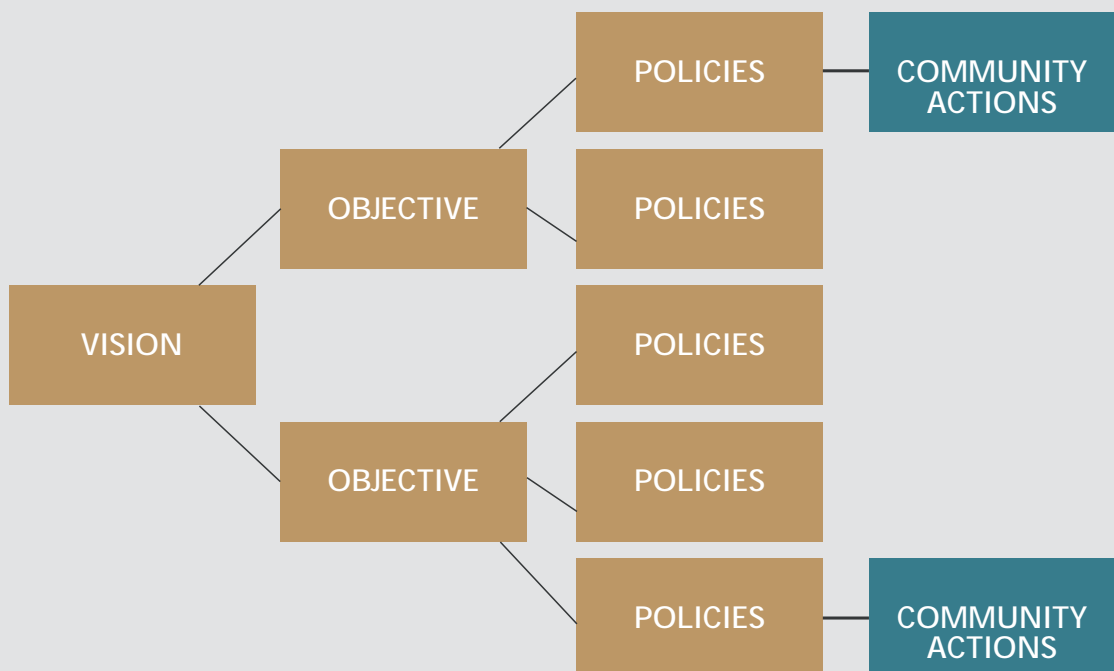 POLICIES
COMMUNITY
ACTIONS
OBJECTIVE
POLICIES
VISION
POLICIES
OBJECTIVE
POLICIES
POLICIES
COMMUNITY
ACTIONS